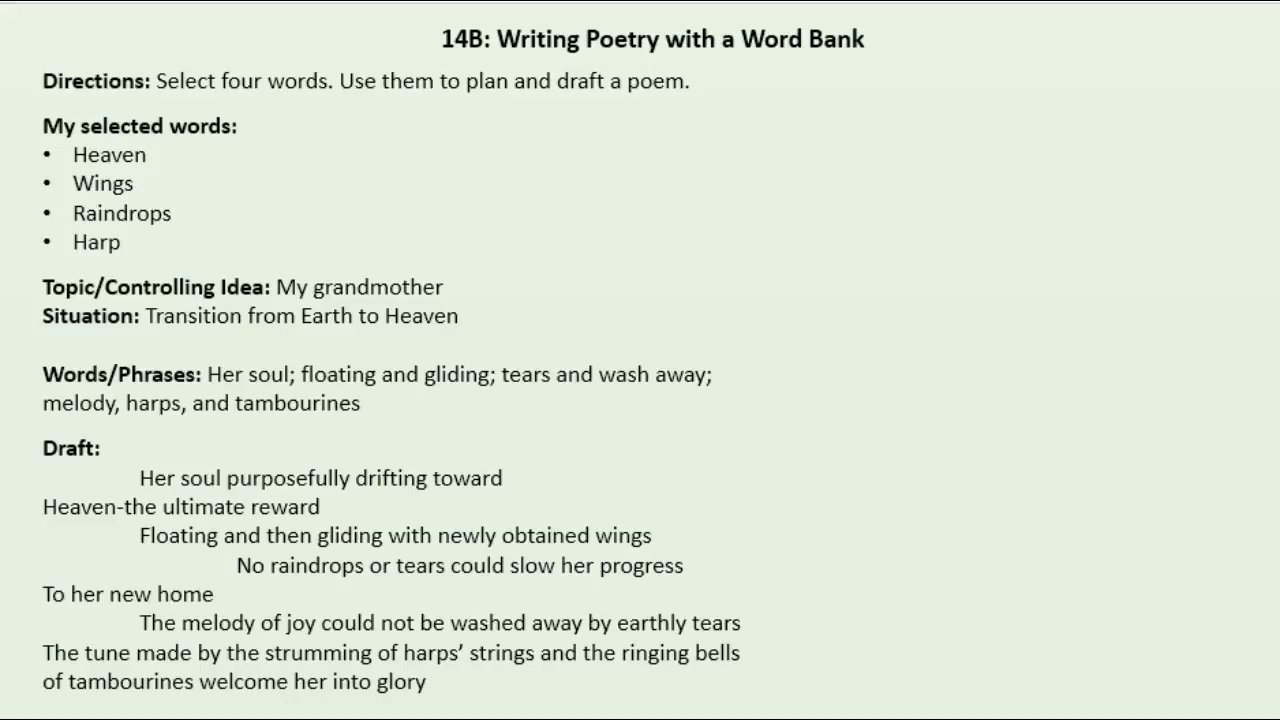 14B: Writing Poetry with a Word Bank
Directions: Select four words. Use them to plan and draft a poem.
My selected words:
• Heaven
• Wings
• Raindrops
• Harp
Topic/Controlling Idea: My grandmother
Situation: Transition from Earth to Heaven
Words/Phrases: Her soul; floating and gliding; tears and wash away;
melody, harps, and tambourines
Draft:
Her soul purposefully drifting toward
Heaven-the ultimate reward
Floating and then gliding with newly obtained wings
No raindrops or tears could slow her progress
To her new home
The melody of joy could not be washed away by earthly tears
The tune made by the strumming of harps’ strings and the ringing bells
of tambourines welcome her into glory